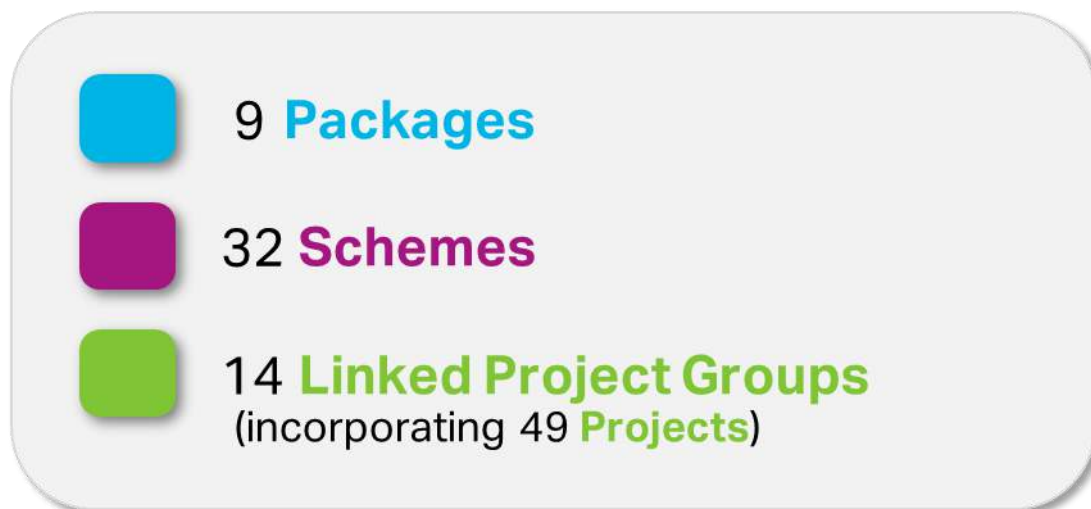 9 Packages
32 Schemes
14 Linked Project Groups
(incorporating 49 Projects)